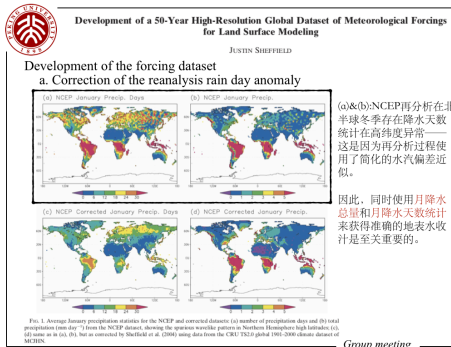 PEKING UNIVERSITY
1898
Development of a 50-Year High-Resolution Global Dataset of Meteorological Forcings
for Land Surface Modeling
JUSTIN SHEFFIELD
Development of the forcing dataset
a. Correction of the reanalysis rain day anomaly
(a) NCEP January Precip. Days
(b) NCEP January Precip.
(c) NCEP Corrected January Precip. Days
(d) NCEP Corrected January Precip.
(a)&(b):NCEP再分析在北
半球冬季存在降水天数
统计在高纬度异常——
这是因为再分析过程使
用了简化的水汽偏差近
似。
因此，同时使用月降水
总量和月降水天数统计
来获得准确的地表水收
汁是至关重要的。
FIG. 1. Average January precipitation statistics for the NCEP and corrected datasets: (a) number of precipitation days and (b) total
precipitation (mm day⁻¹) from the NCEP dataset, showing the spurious wavelike pattern in Northern Hemisphere high latitudes; (c),
(d) same as in (a), (b), but as corrected by Sheffield et al. (2004) using data from the CRU TS2.0 global 1901–2000 climate dataset of
MCHJN.
Group meeting